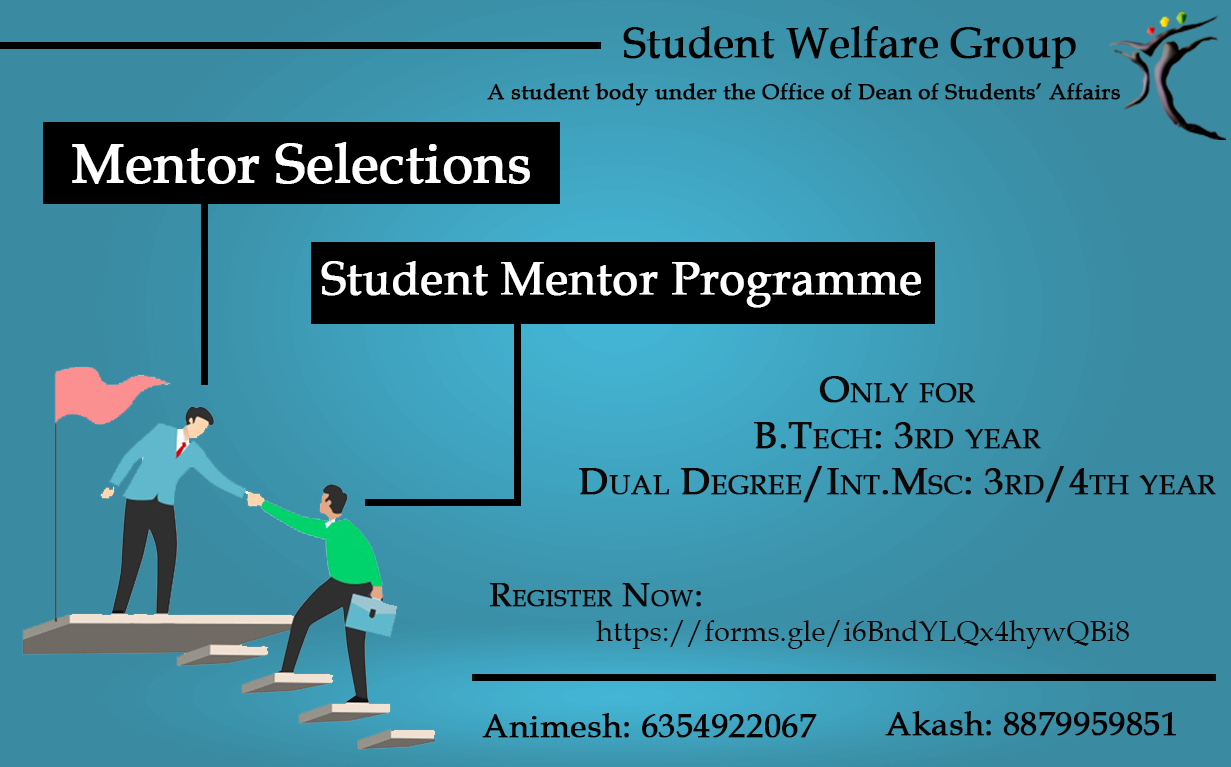 Student Welfare Group
A student body under the Office of Dean of Students' Affairs
Mentor Selections
Student Mentor Programme
Only for
B.Tech: 3rd year
Dual Degree/Int.Msc: 3rd/4th year
Register Now:
https://forms.gle/i6BndYLQx4hywQBi8
Animesh: 6354922067
Akash: 8879959851